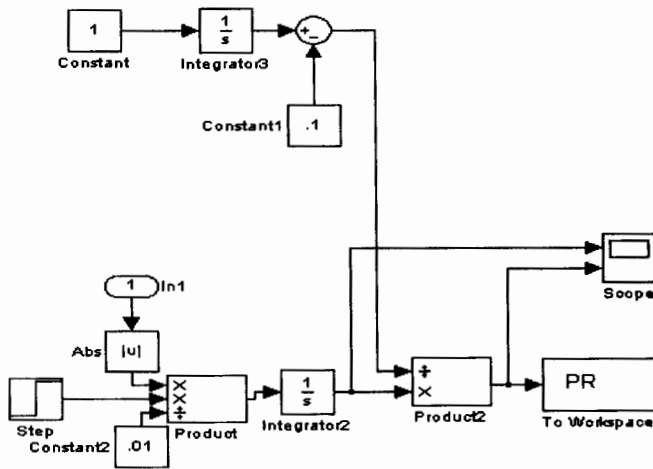 1
1
s
+-
Constant
Integrator3
Constant1
.1
1
In1
Scope
Abs
|u|
×
×
÷
1
s
÷
×
PR
Step
Constant2
.01
Product
Integrator2
Product2
To Workspace